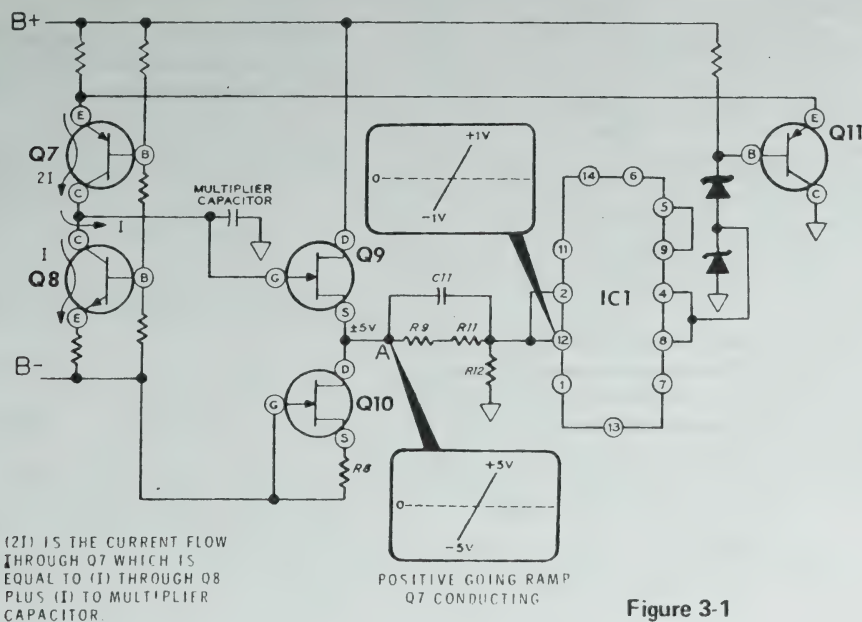 B+
E
Q7
B
2I
C
MULTIPLIER
CAPACITOR
I
C
I
Q8
B
E
B-
D
Q9
G
S
±5V
A
D
G
Q10
S
R8
C11
R9
R11
R12
+1V
0
-1V
14
6
5
11
9
2
IC1
4
12
8
1
7
13
E
Q11
B
C
+5V
0
-5V
(2I) IS THE CURRENT FLOW
THROUGH Q7 WHICH IS
EQUAL TO (I) THROUGH Q8
PLUS (I) TO MULTIPLIER
CAPACITOR.
POSITIVE GOING RAMP
Q7 CONDUCTING
Figure 3-1